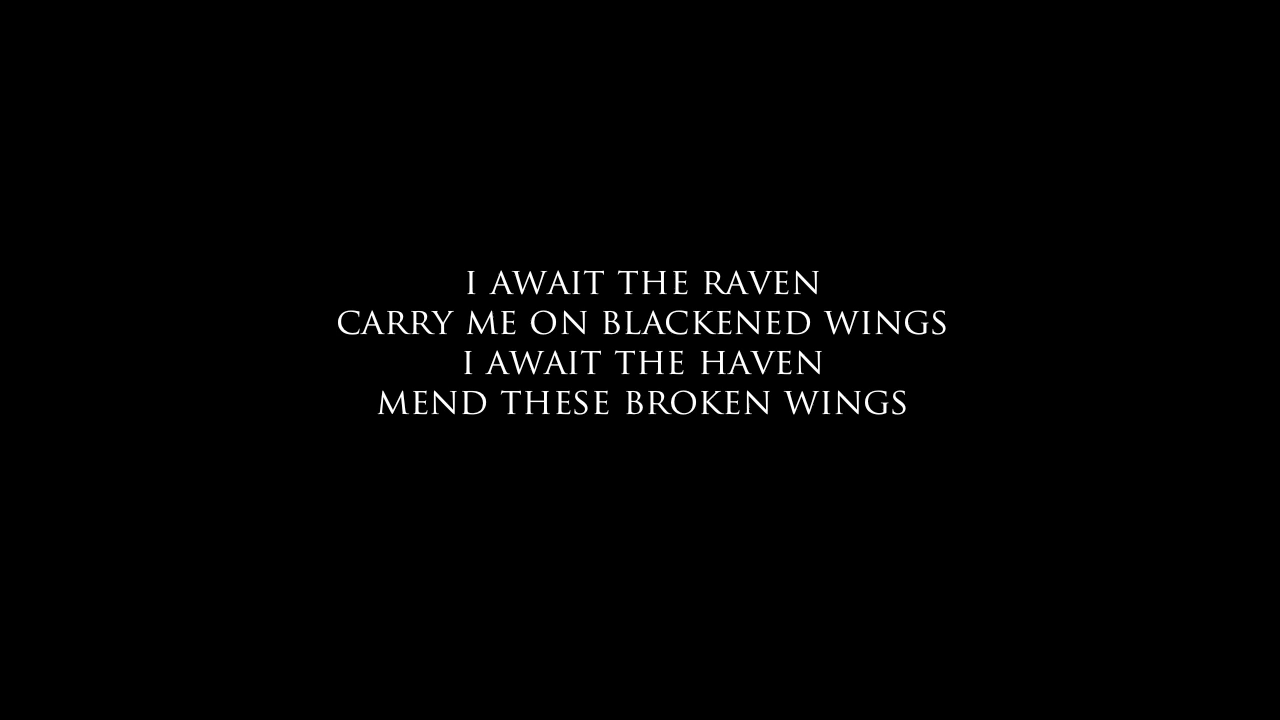 I AWAIT THE RAVEN
CARRY ME ON BLACKENED WINGS
I AWAIT THE HAVEN
MEND THESE BROKEN WINGS